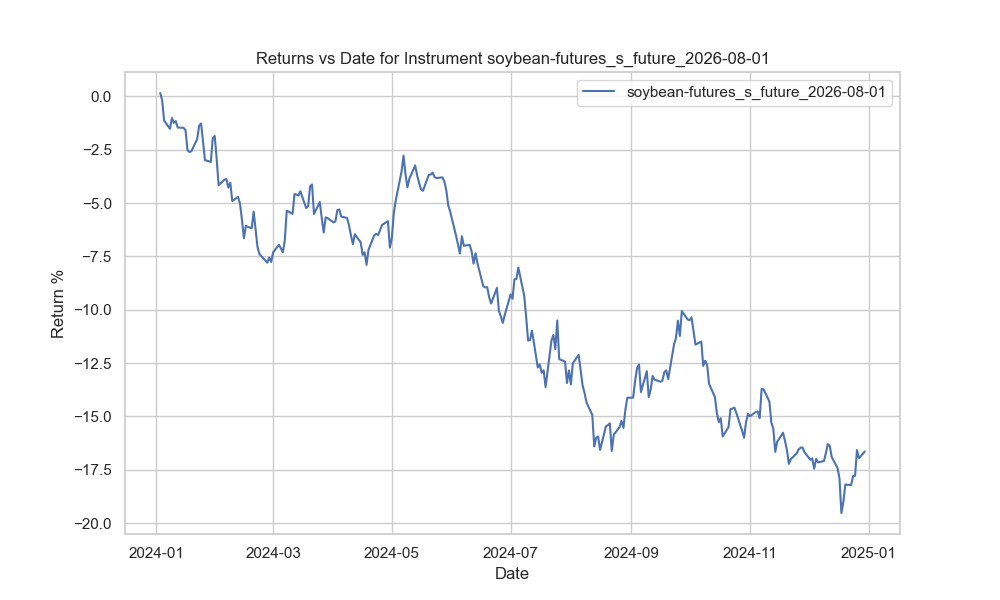 Returns vs Date for Instrument soybean-futures_s_future_2026-08-01
soybean-futures_s_future_2026-08-01
0.0
−2.5
−5.0
−7.5
−10.0
−12.5
−15.0
−17.5
−20.0
Return %
2024-01 2024-03 2024-05 2024-07 2024-09 2024-11 2025-01
Date